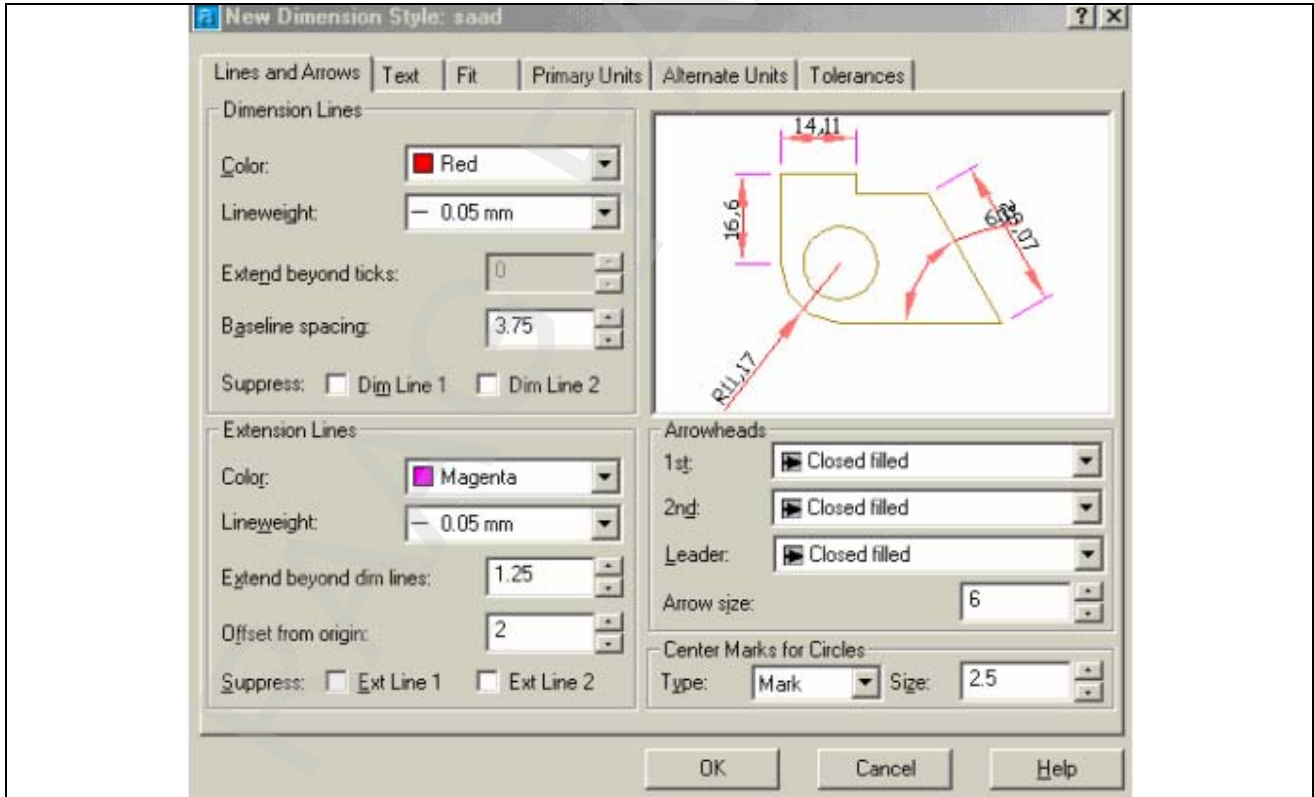 New Dimension Style: saad
Lines and Arrows Text Fit Primary Units Alternate Units Tolerances
Dimension Lines
Color: Red
Lineweight: 0.05 mm
Extend beyond ticks: 0
Baseline spacing: 3.75
Suppress: Dim Line 1 Dim Line 2
Extension Lines
Color: Magenta
Lineweight: 0.05 mm
Extend beyond dim lines: 1.25
Offset from origin: 2
Suppress: Ext Line 1 Ext Line 2
14,11
16,6
R11,17
Arrowheads
1st: Closed filled
2nd: Closed filled
Leader: Closed filled
Arrow size: 6
Center Marks for Circles
Type: Mark Size: 2.5
OK Cancel Help